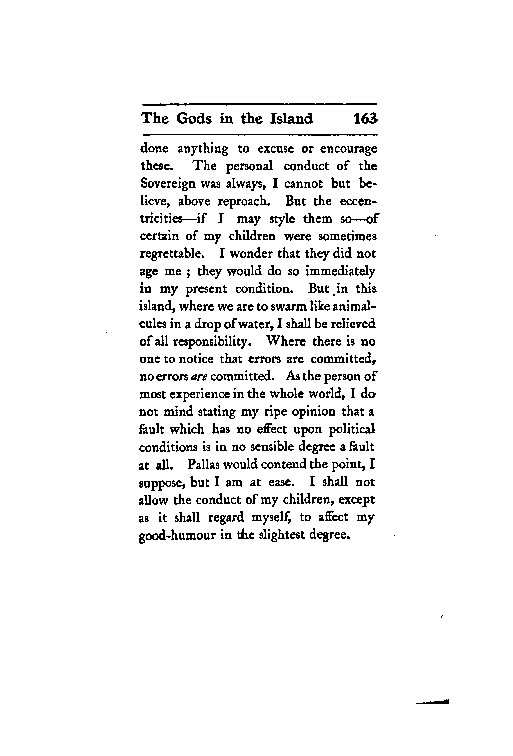 The Gods in the Island 163
done anything to excuse or encourage
these. The personal conduct of the
Sovereign was always, I cannot but be-
lieve, above reproach. But the eccen-
tricities—if I may style them so—of
certain of my children were sometimes
regrettable. I wonder that they did not
age me ; they would do so immediately
in my present condition. But in this
island, where we are to swarm like animal-
cules in a drop of water, I shall be relieved
of all responsibility. Where there is no
one to notice that errors are committed,
no errors are committed. As the person of
most experience in the whole world, I do
not mind stating my ripe opinion that a
fault which has no effect upon political
conditions is in no sensible degree a fault
at all. Pallas would contend the point, I
suppose, but I am at ease. I shall not
allow the conduct of my children, except
as it shall regard myself, to affect my
good-humour in the slightest degree.